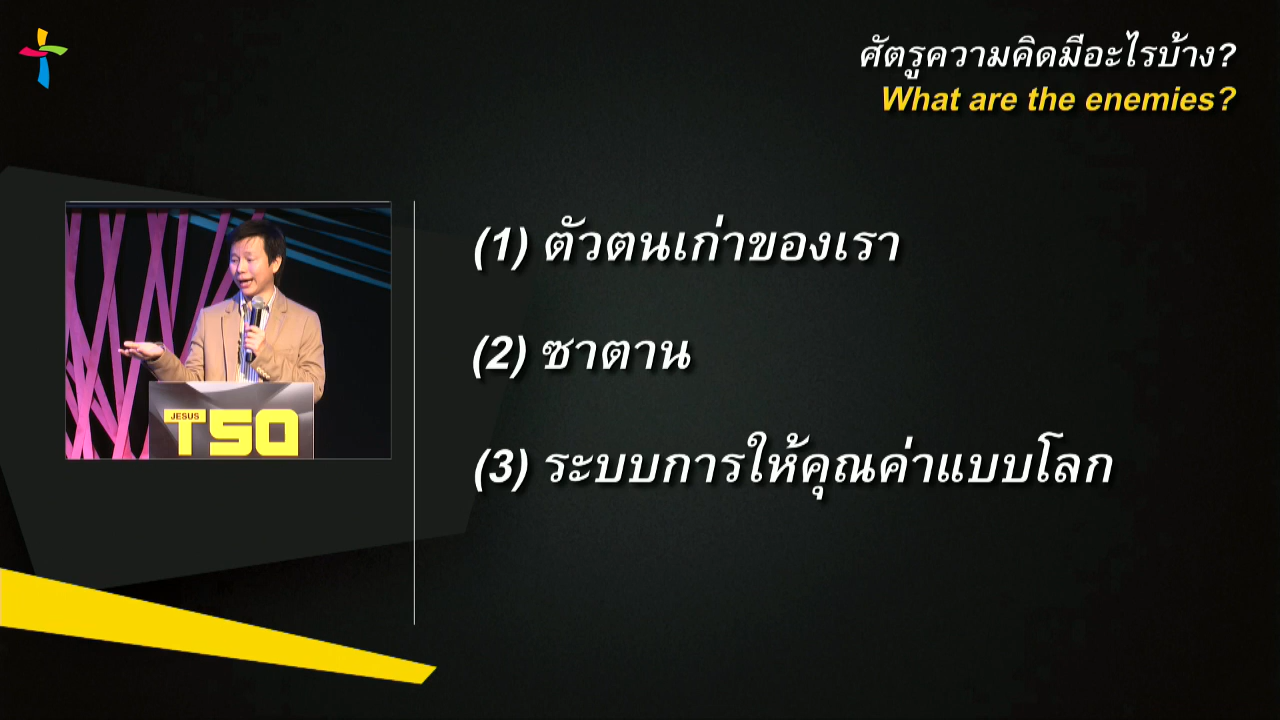 ศัตรูความคิดมีอะไรบ้าง?
What are the enemies?
(1) ตัวตนเก่าของเรา
(2) ซาตาน
(3) ระบบการให้คุณค่าแบบโลก
JESUS
TSO